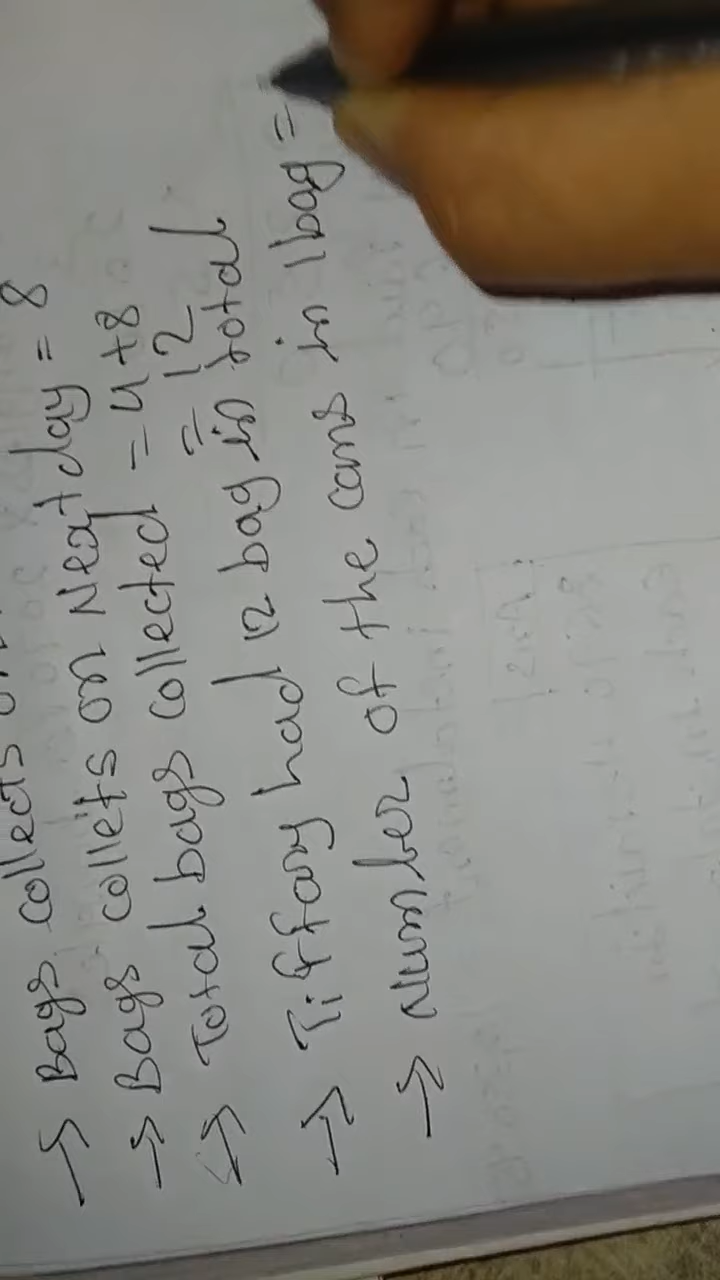 → Bags collects
→ Bags collets on Next day = 8
→ Total bags collected = 4+8
= 12
→ Tiffany had 12 bag in total
→ Number of the cans in 1bag =